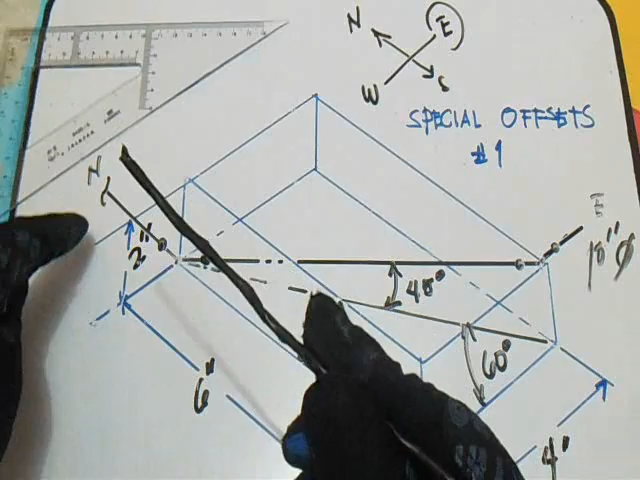 N
E
W
S
SPECIAL OFFSETS
#1
N
E
2"
10"Ø
48°
60°
6"
4"